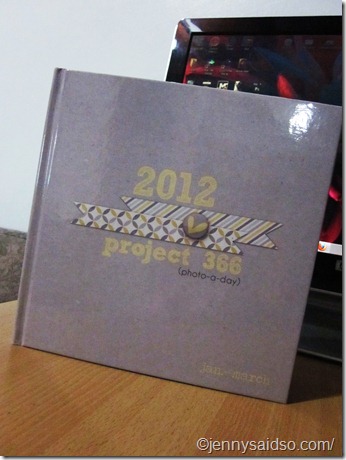 2012
project 366
(photo-a-day)
jan-march
©jennysaidso.com/